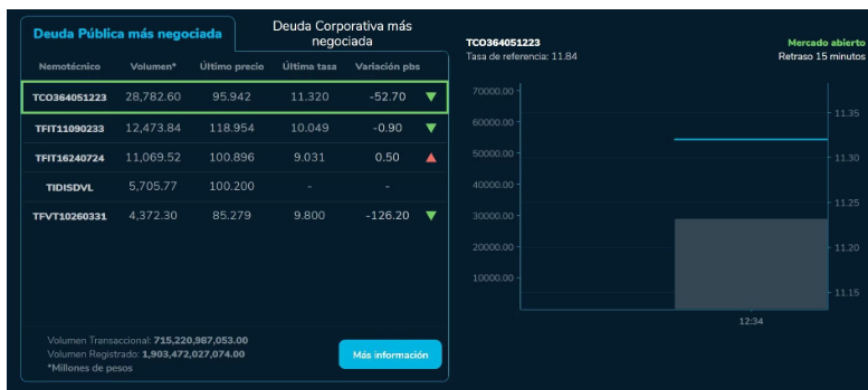 Deuda Pública más negociada
Deuda Corporativa más
negociada
Nemotécnico Volumen* Último precio Última tasa Variación pbs
TCO364051223 28,782.60 95.942 11.320 -52.70 ▼
TFIT11090233 12,473.84 118.954 10.049 -0.90 ▼
TFIT16240724 11,069.52 100.896 9.031 0.50 ▲
TIDISDVL 5,705.77 100.200 - -
TFVT10260331 4,372.30 85.279 9.800 -126.20 ▼
Volumen Transaccional: 715,220,987,053.00
Volumen Registrado: 1,903,472,027,074.00
*Millones de pesos
Más información
TCO364051223
Mercado abierto
Tasa de referencia: 11.84
Retraso 15 minutos
70000.00
60000.00
50000.00
40000.00
30000.00
20000.00
10000.00
11.35
11.30
11.25
11.20
11.15
12:34